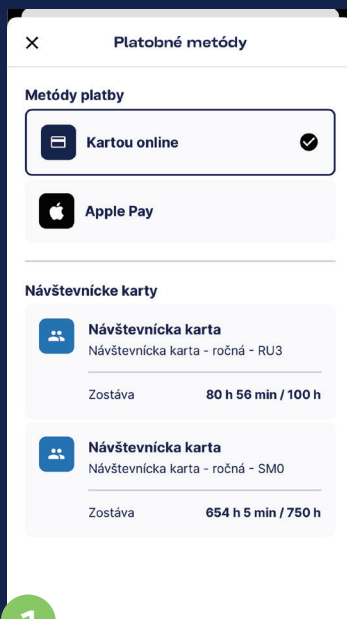 Platobné metódy
Metódy platby
Kartou online
Apple Pay
Návštevnícke karty
Návštevnícka karta
Návštevnícka karta - ročná - RU3
Zostáva 80 h 56 min / 100 h
Návštevnícka karta
Návštevnícka karta - ročná - SM0
Zostáva 654 h 5 min / 750 h
1